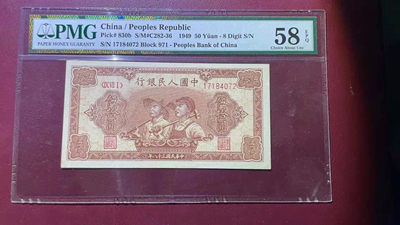 PMG
PAPER MONEY GUARANTY
China / Peoples Republic
Pick# 830b S/M#C282-36 1949 50 Yüan - 8 Digit S/N
S/N 17184072 Block 971 - Peoples Bank of China
58 EPQ
Choice About Unc
行銀民人國中
17184072